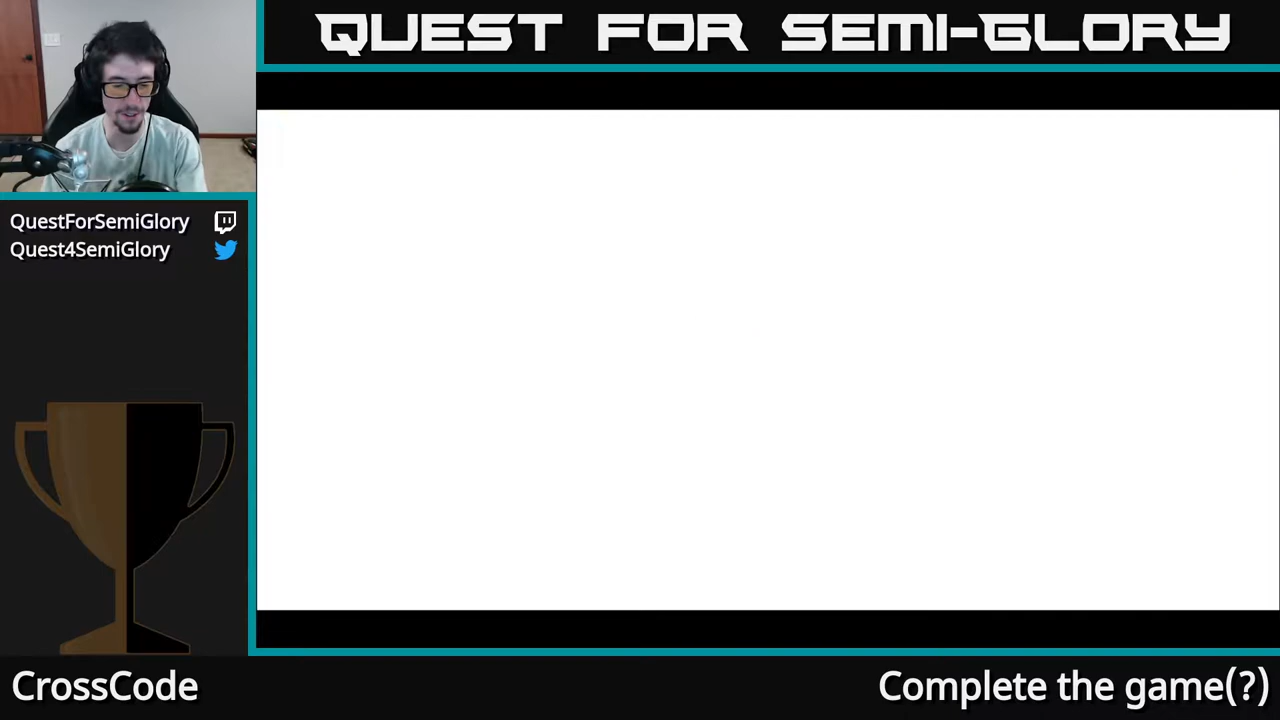 QUEST FOR SEMI-GLORY
QuestForSemiGlory
Quest4SemiGlory
CrossCode
Complete the game(?)